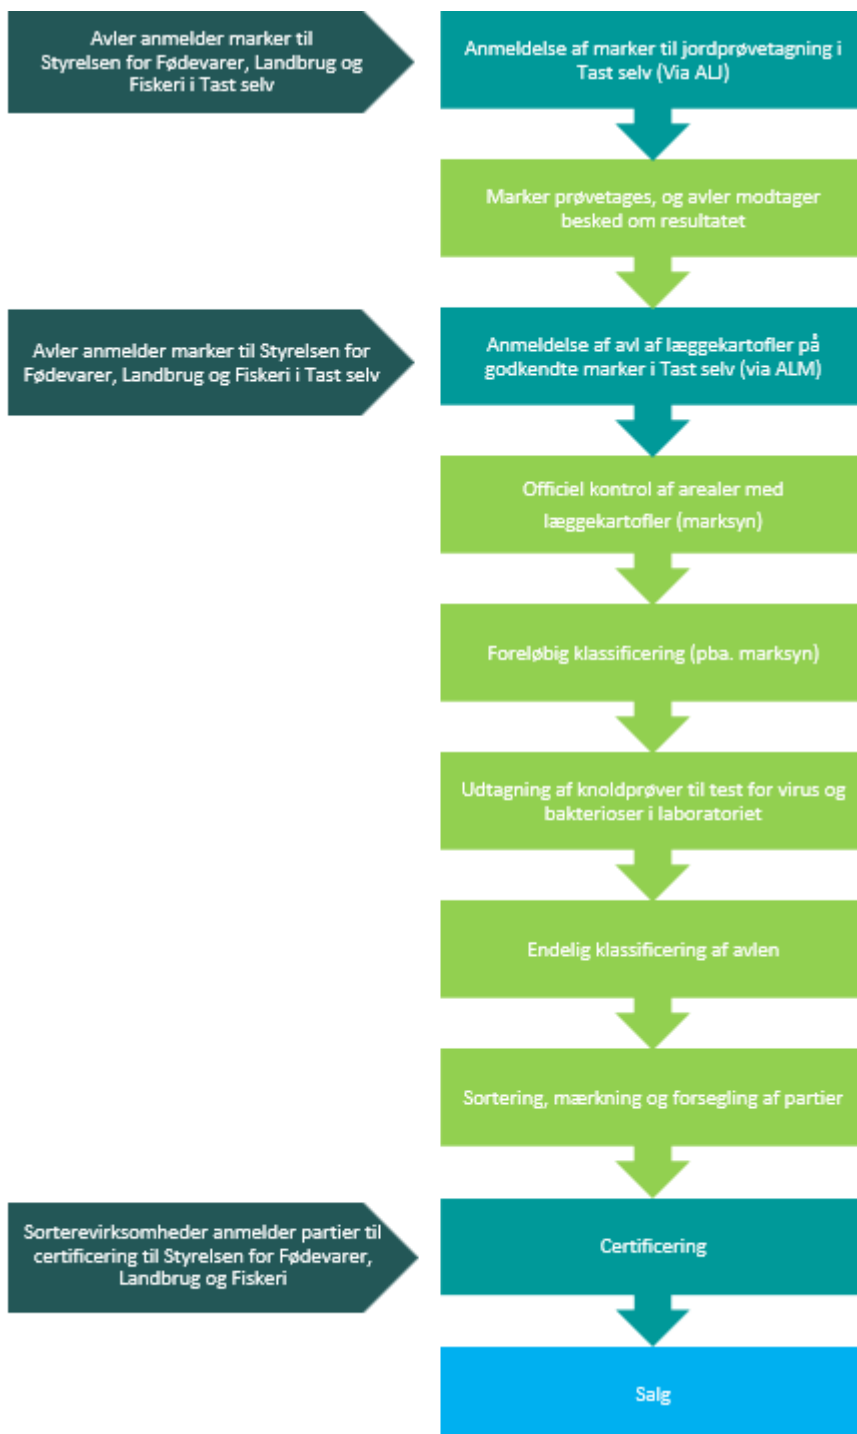 Avler anmelder marker til
Styrelsen for Fødevarer, Landbrug og
Fiskeri i Tast selv
Anmeldelse af marker til jordprøvetagning i
Tast selv (Via ALJ)
Marker prøvetages, og avler modtager
besked om resultatet
Avler anmelder marker til Styrelsen for
Fødevarer, Landbrug og Fiskeri i Tast selv
Anmeldelse af avl af læggekartofler på
godkendte marker i Tast selv (via ALM)
Officiel kontrol af arealer med
læggekartofler (marksyn)
Foreløbig klassificering (pba. marksyn)
Udtagning af knoldprøver til test for virus og
bakterioser i laboratoriet
Endelig klassificering af avlen
Sortering, mærkning og forsegling af partier
Sorterevirksomheder anmelder partier til
certificering til Styrelsen for Fødevarer,
Landbrug og Fiskeri
Certificering
Salg